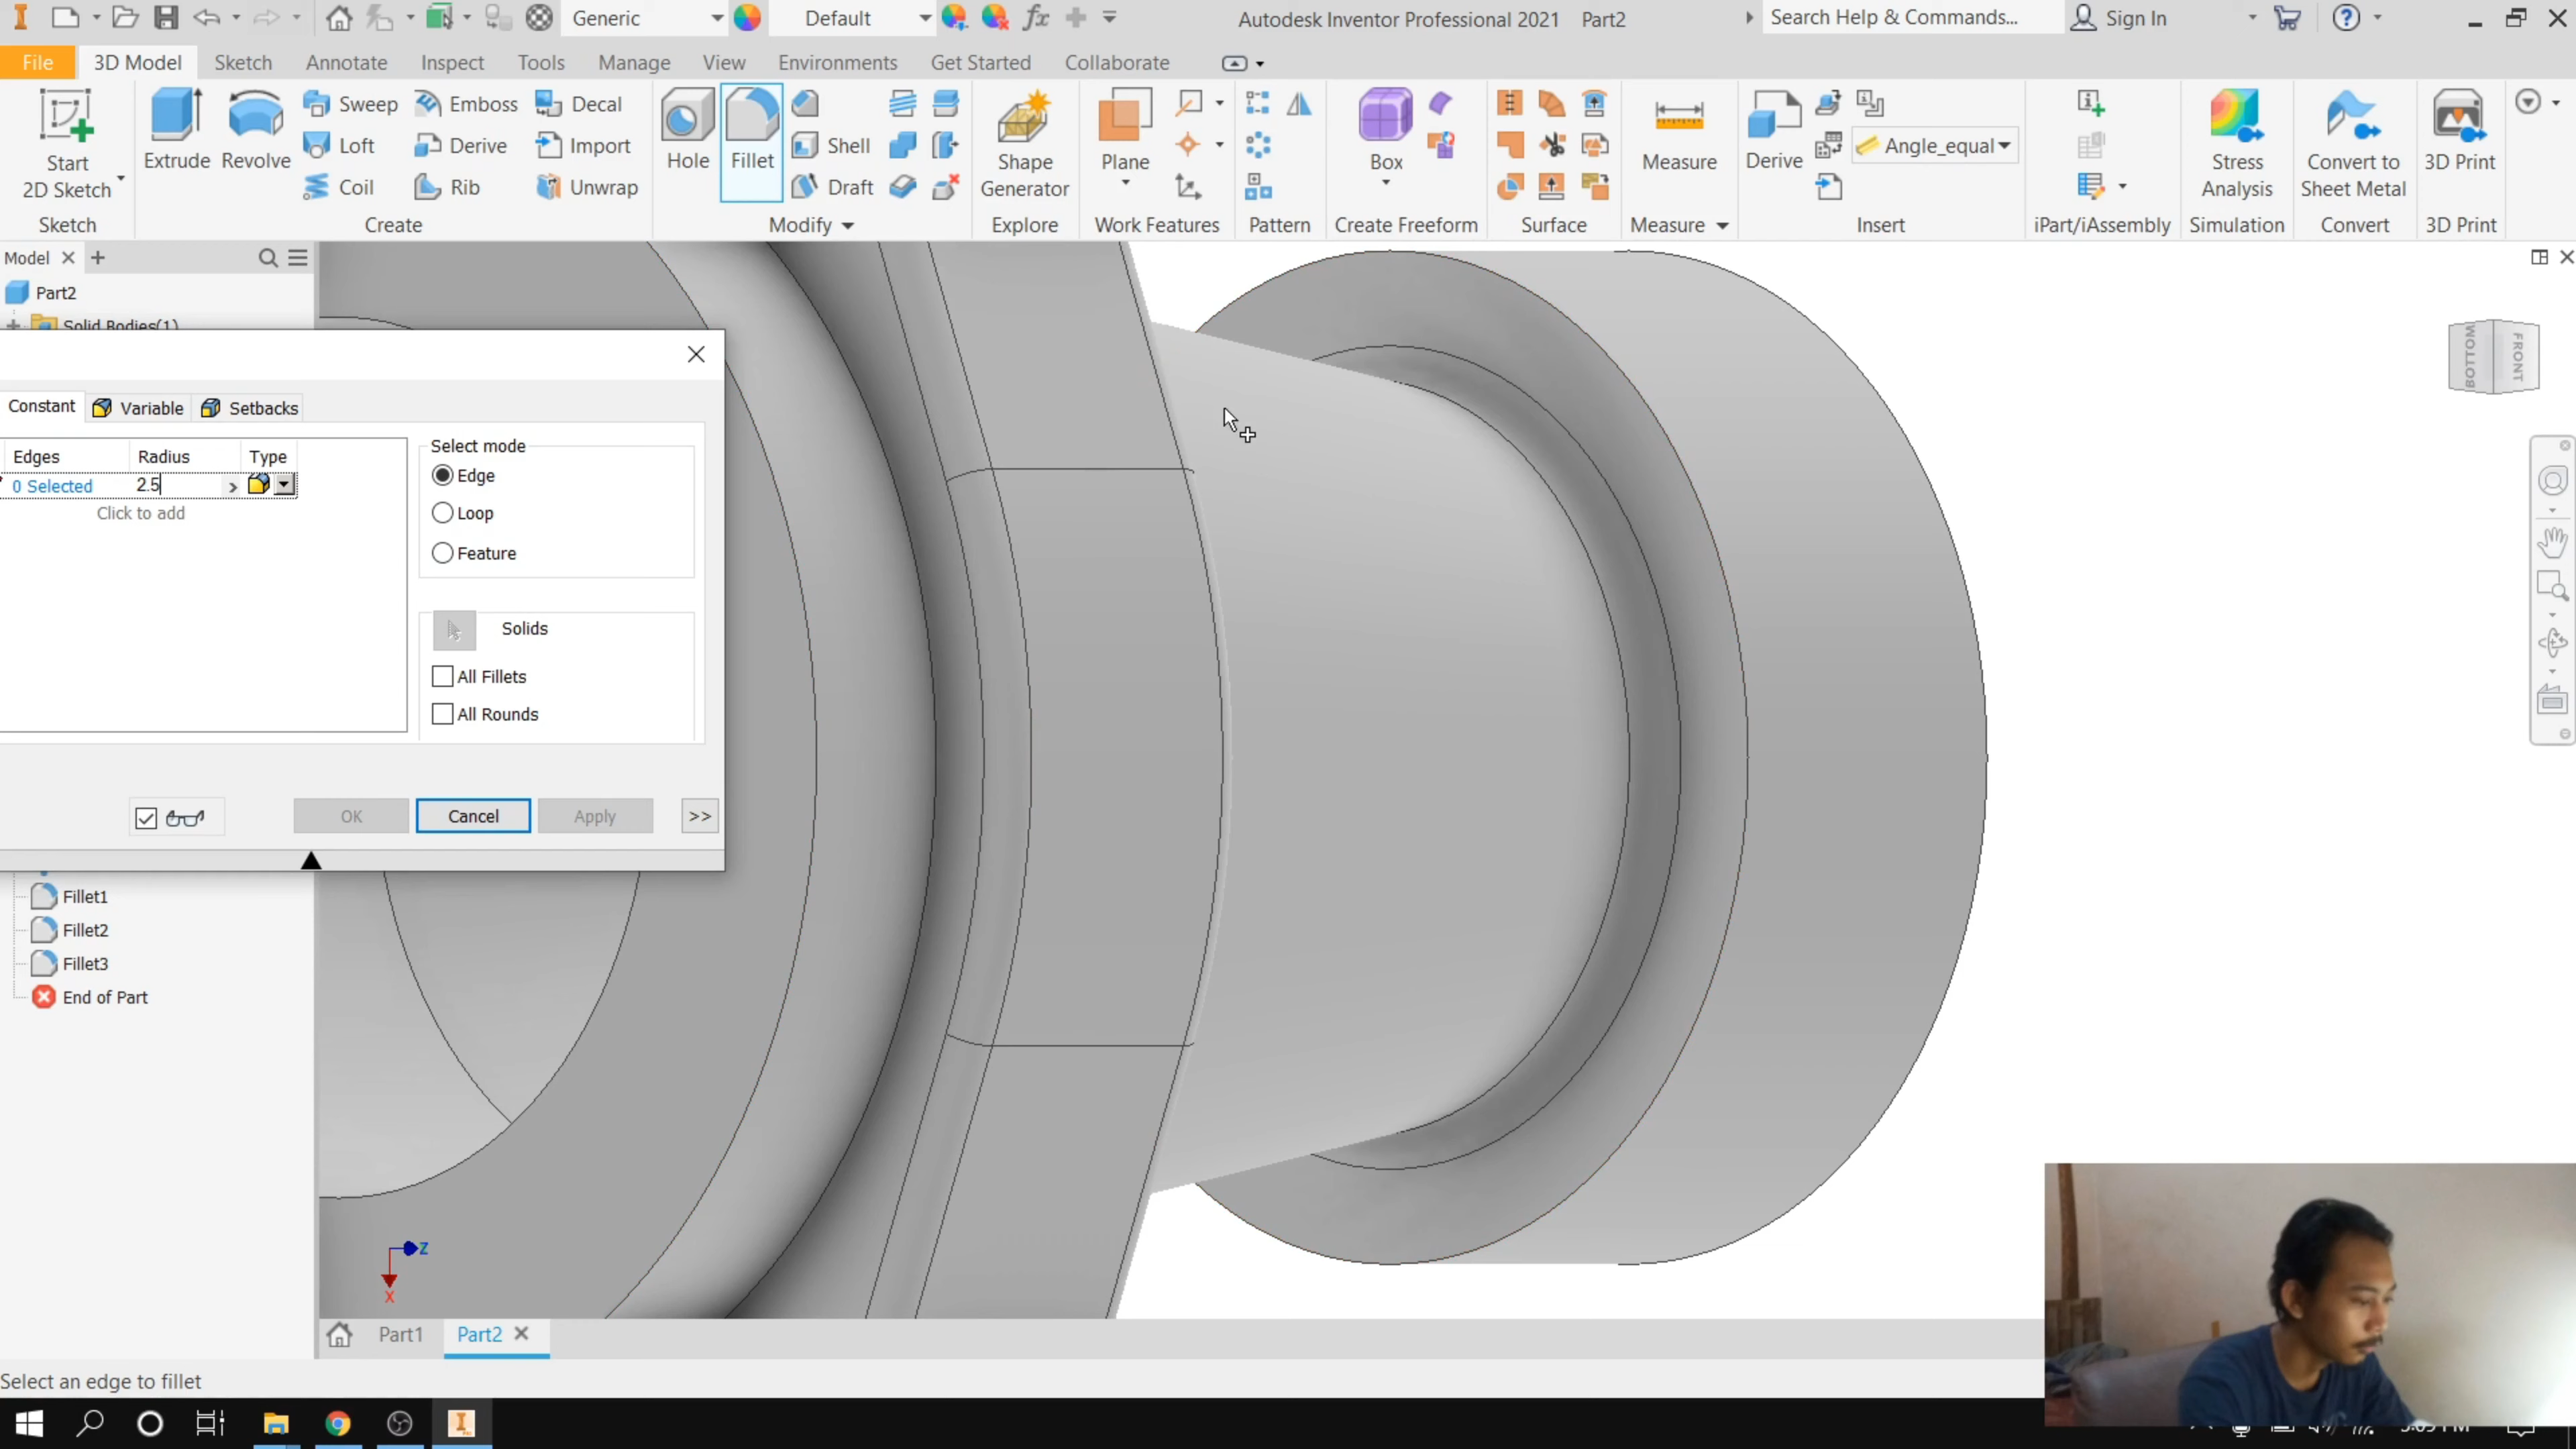 Generic
Default
fx
Autodesk Inventor Professional 2021 Part2
Search Help & Commands...
Sign In
File
3D Model
Sketch
Annotate
Inspect
Tools
Manage
View
Environments
Get Started
Collaborate
Start
2D Sketch
Sketch
Extrude
Revolve
Sweep
Loft
Coil
Emboss
Derive
Rib
Decal
Import
Unwrap
Create
Hole
Fillet
Shell
Draft
Modify
Shape
Generator
Explore
Plane
Work Features
Pattern
Box
Create Freeform
Surface
Measure
Measure
Derive
Angle_equal
Insert
iPart/iAssembly
Stress
Analysis
Simulation
Convert to
Sheet Metal
Convert
3D Print
3D Print
Model
Part2
Solid Bodies(1)
Constant
Variable
Setbacks
Edges
Radius
Type
0 Selected
2.5
Click to add
Select mode
Edge
Loop
Feature
Solids
All Fillets
All Rounds
OK
Cancel
Apply
>>
Fillet1
Fillet2
Fillet3
End of Part
BOTTOM
FRONT
Z
X
Part1
Part2
Select an edge to fillet